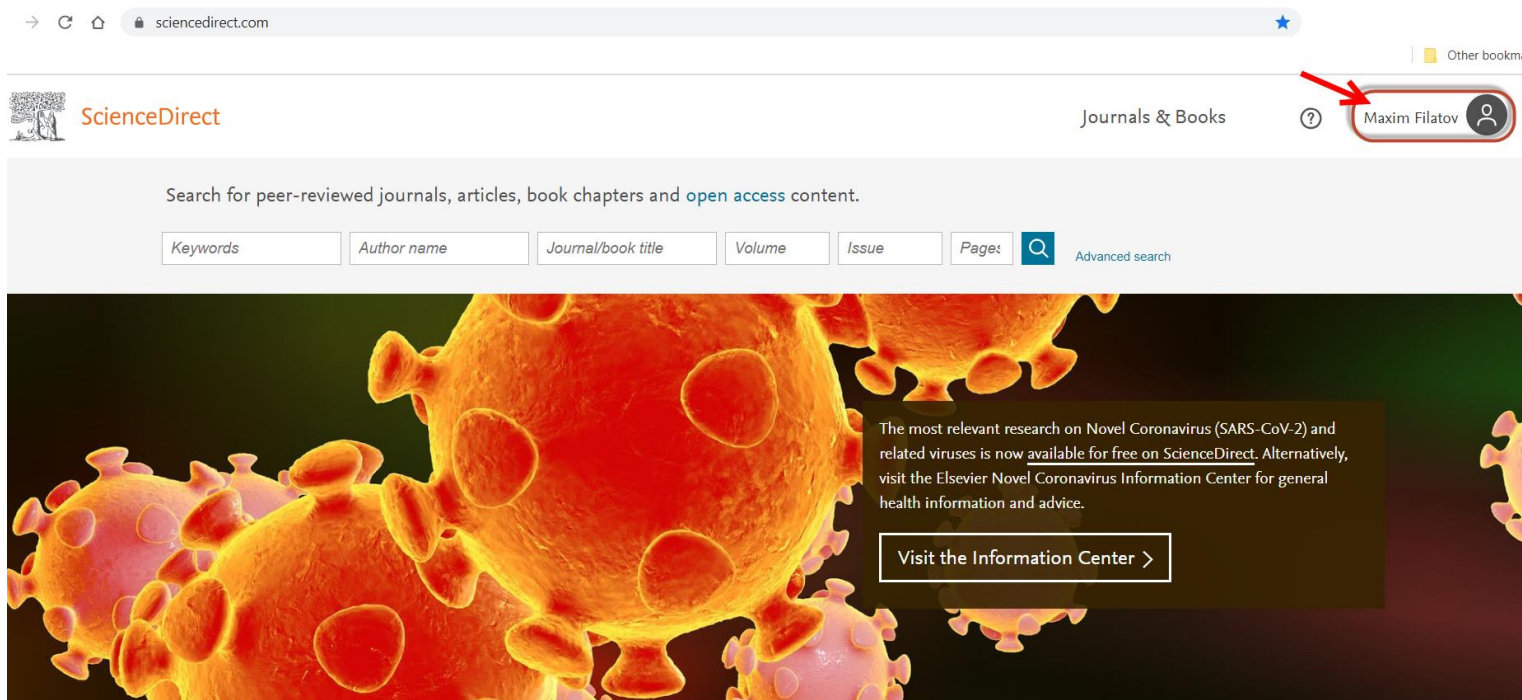 sciencedirect.com
Other bookma
ScienceDirect
Journals & Books
?
Maxim Filatov
Search for peer-reviewed journals, articles, book chapters and open access content.
Keywords
Author name
Journal/book title
Volume
Issue
Pages
Advanced search
The most relevant research on Novel Coronavirus (SARS-CoV-2) and
related viruses is now available for free on ScienceDirect. Alternatively,
visit the Elsevier Novel Coronavirus Information Center for general
health information and advice.
Visit the Information Center >